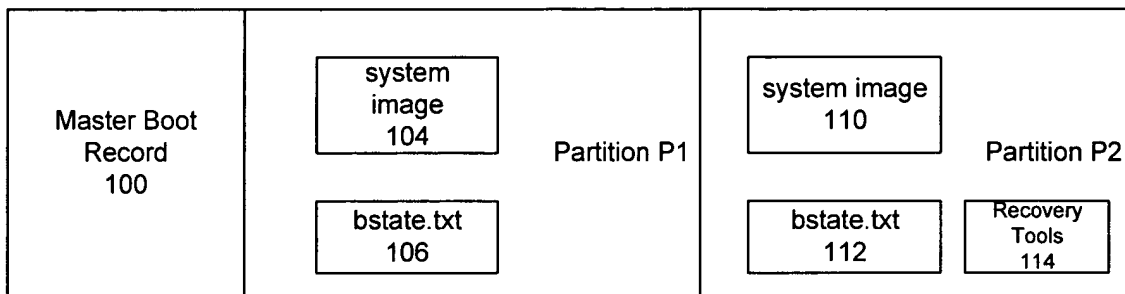 Master Boot
Record
100
system
image
104
Partition P1
bstate.txt
106
system image
110
Partition P2
bstate.txt
112
Recovery
Tools
114